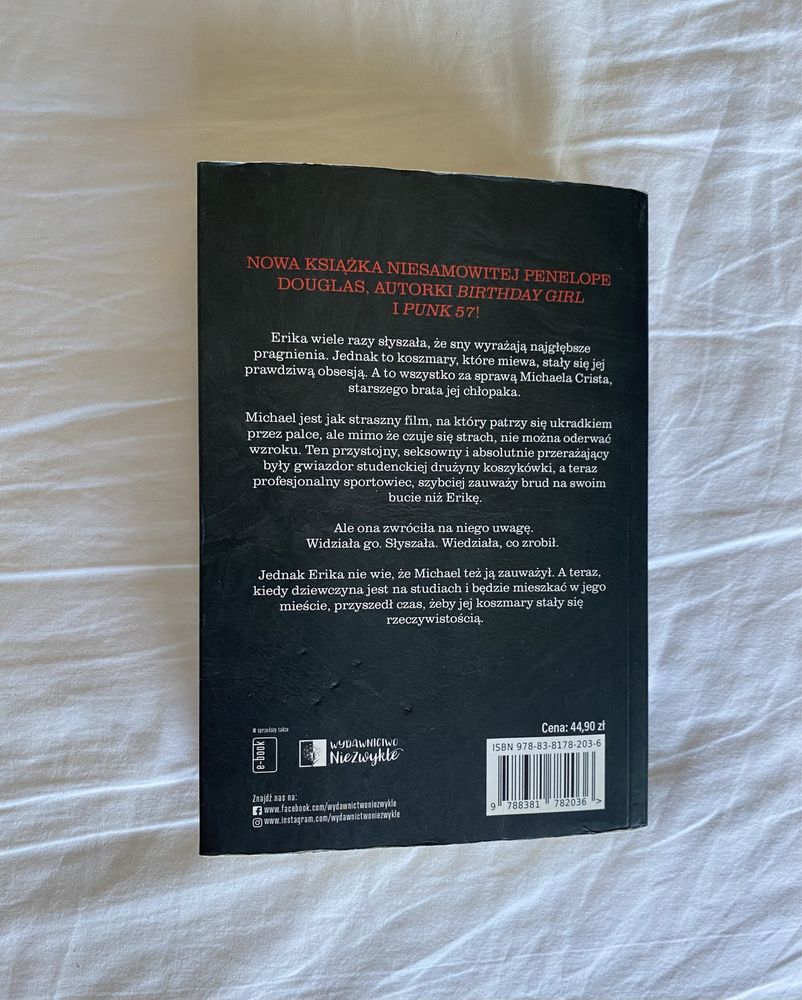 NOWA KSIĄŻKA NIESAMOWITEJ PENELOPE
DOUGLAS, AUTORKI BIRTHDAY GIRL
I PUNK 57!
Erika wiele razy słyszała, że sny wyrażają najgłębsze
pragnienia. Jednak to koszmary, które miewa, stały się jej
prawdziwą obsesją. A to wszystko za sprawą Michaela Crista,
starszego brata jej chłopaka.
Michael jest jak straszny film, na który patrzy się ukradkiem
przez palce, ale mimo że czuje się strach, nie można oderwać
wzroku. Ten przystojny, seksowny i absolutnie przerażający
były gwiazdor studenckiej drużyny koszykówki, a teraz
profesjonalny sportowiec, szybciej zauważy brud na swoim
bucie niż Erikę.
Ale ona zwróciła na niego uwagę.
Widziała go. Słyszała. Wiedziała, co zrobił.
Jednak Erika nie wie, że Michael też ją zauważył. A teraz,
kiedy dziewczyna jest na studiach i będzie mieszkać w jego
mieście, przyszedł czas, żeby jej koszmary stały się
rzeczywistością.
W sprzedaży także
e-book
WYDAWNICTWO
NieZwykłe
Znajdź nas na:
www.facebook.com/wydawnictwoniezwykle
www.instagram.com/wydawnictwoniezwykle
Cena: 44,90 zł
ISBN 978-83-8178-203-6
9 788381 782036 >